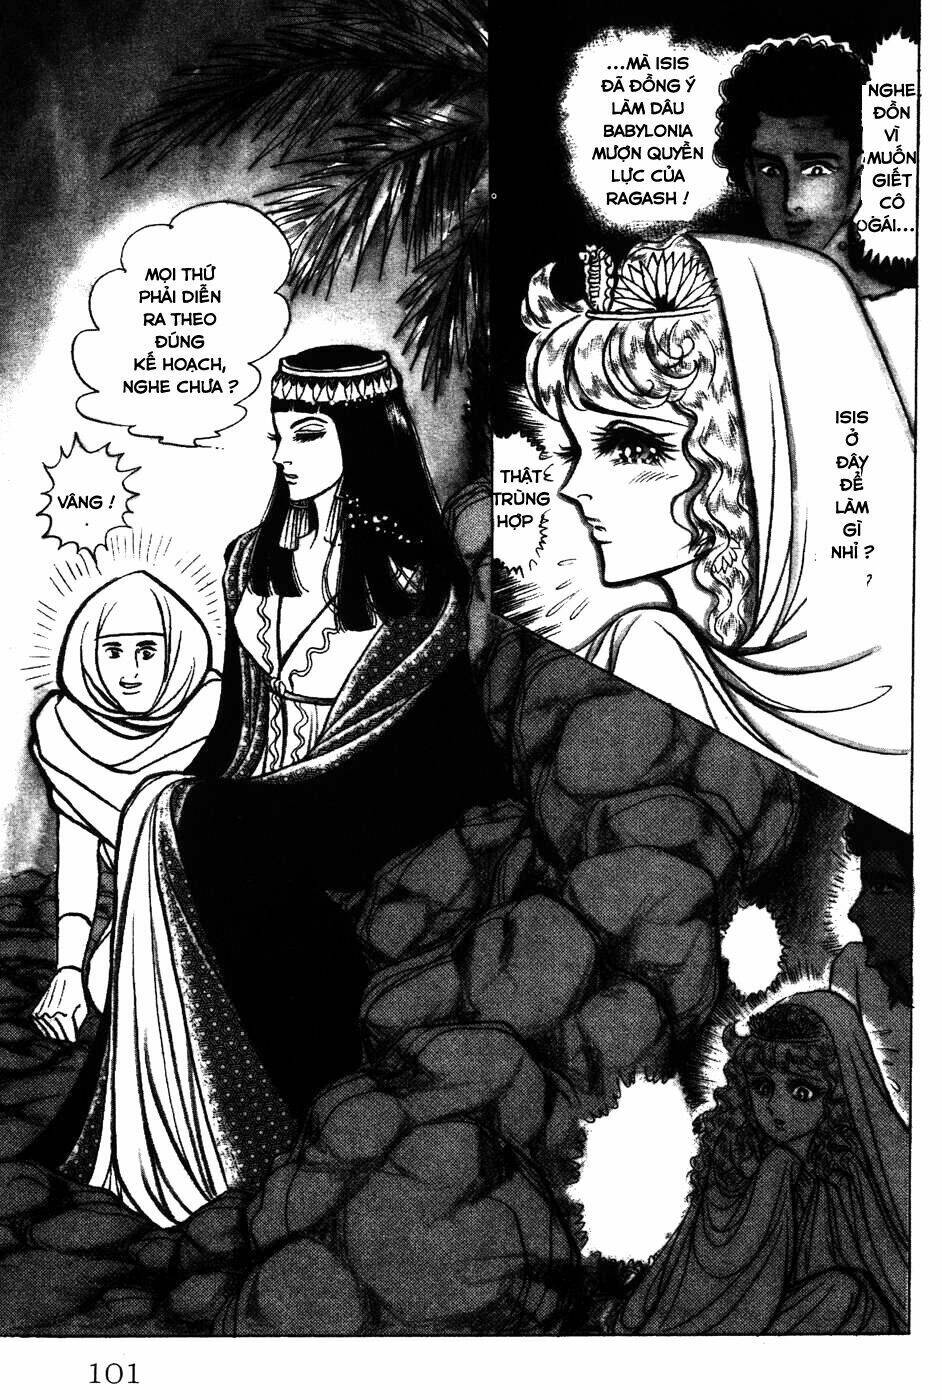 NGHE
ĐỒN
VÌ
MUỐN
GIẾT
CÔ
GÁI...
...MÀ ISIS
ĐÃ ĐỒNG Ý
LÀM DÂU
BABYLONIA
MƯỢN QUYỀN
LỰC CỦA
RAGASH !
ISIS
Ở
ĐÂY
ĐỂ
LÀM
GÌ
NHỈ ?
?
THẬT
TRÙNG
HỢP
MỌI THỨ
PHẢI DIỄN
RA THEO
ĐÚNG
KẾ HOẠCH,
NGHE CHƯA ?
VÂNG !
101